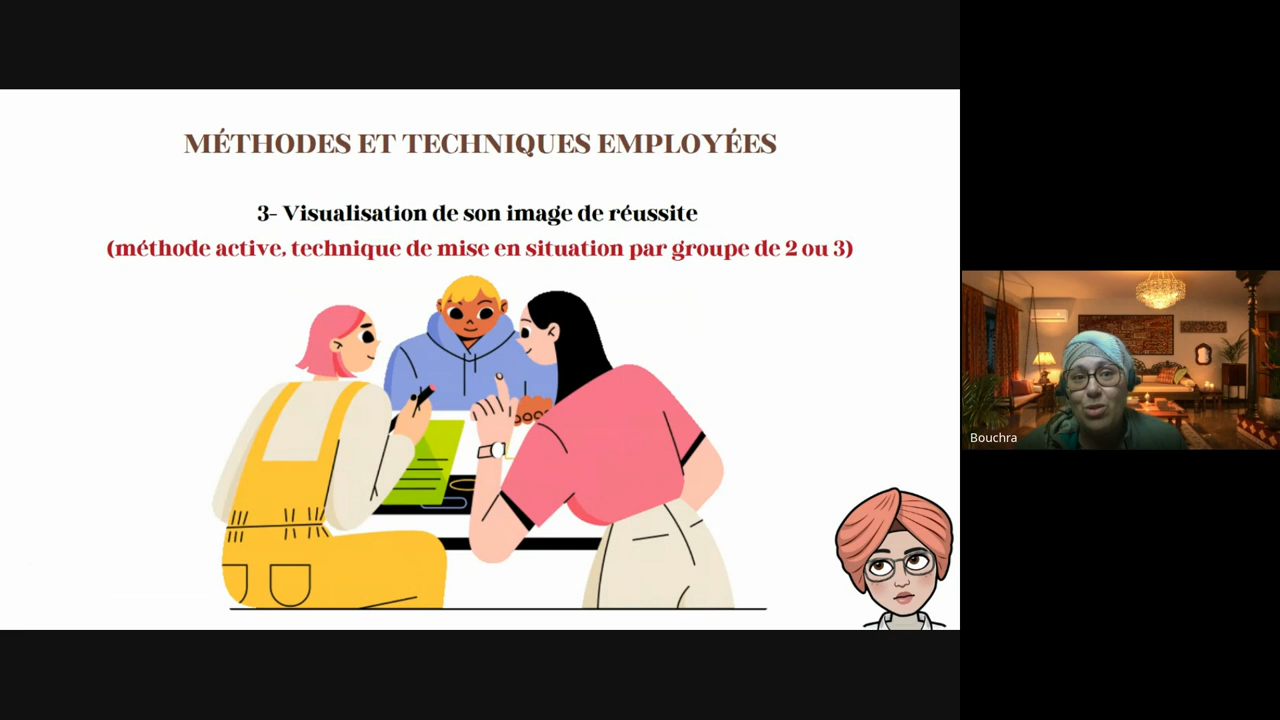 MÉTHODES ET TECHNIQUES EMPLOYÉES
3- Visualisation de son image de réussite
(méthode active, technique de mise en situation par groupe de 2 ou 3)
Bouchra